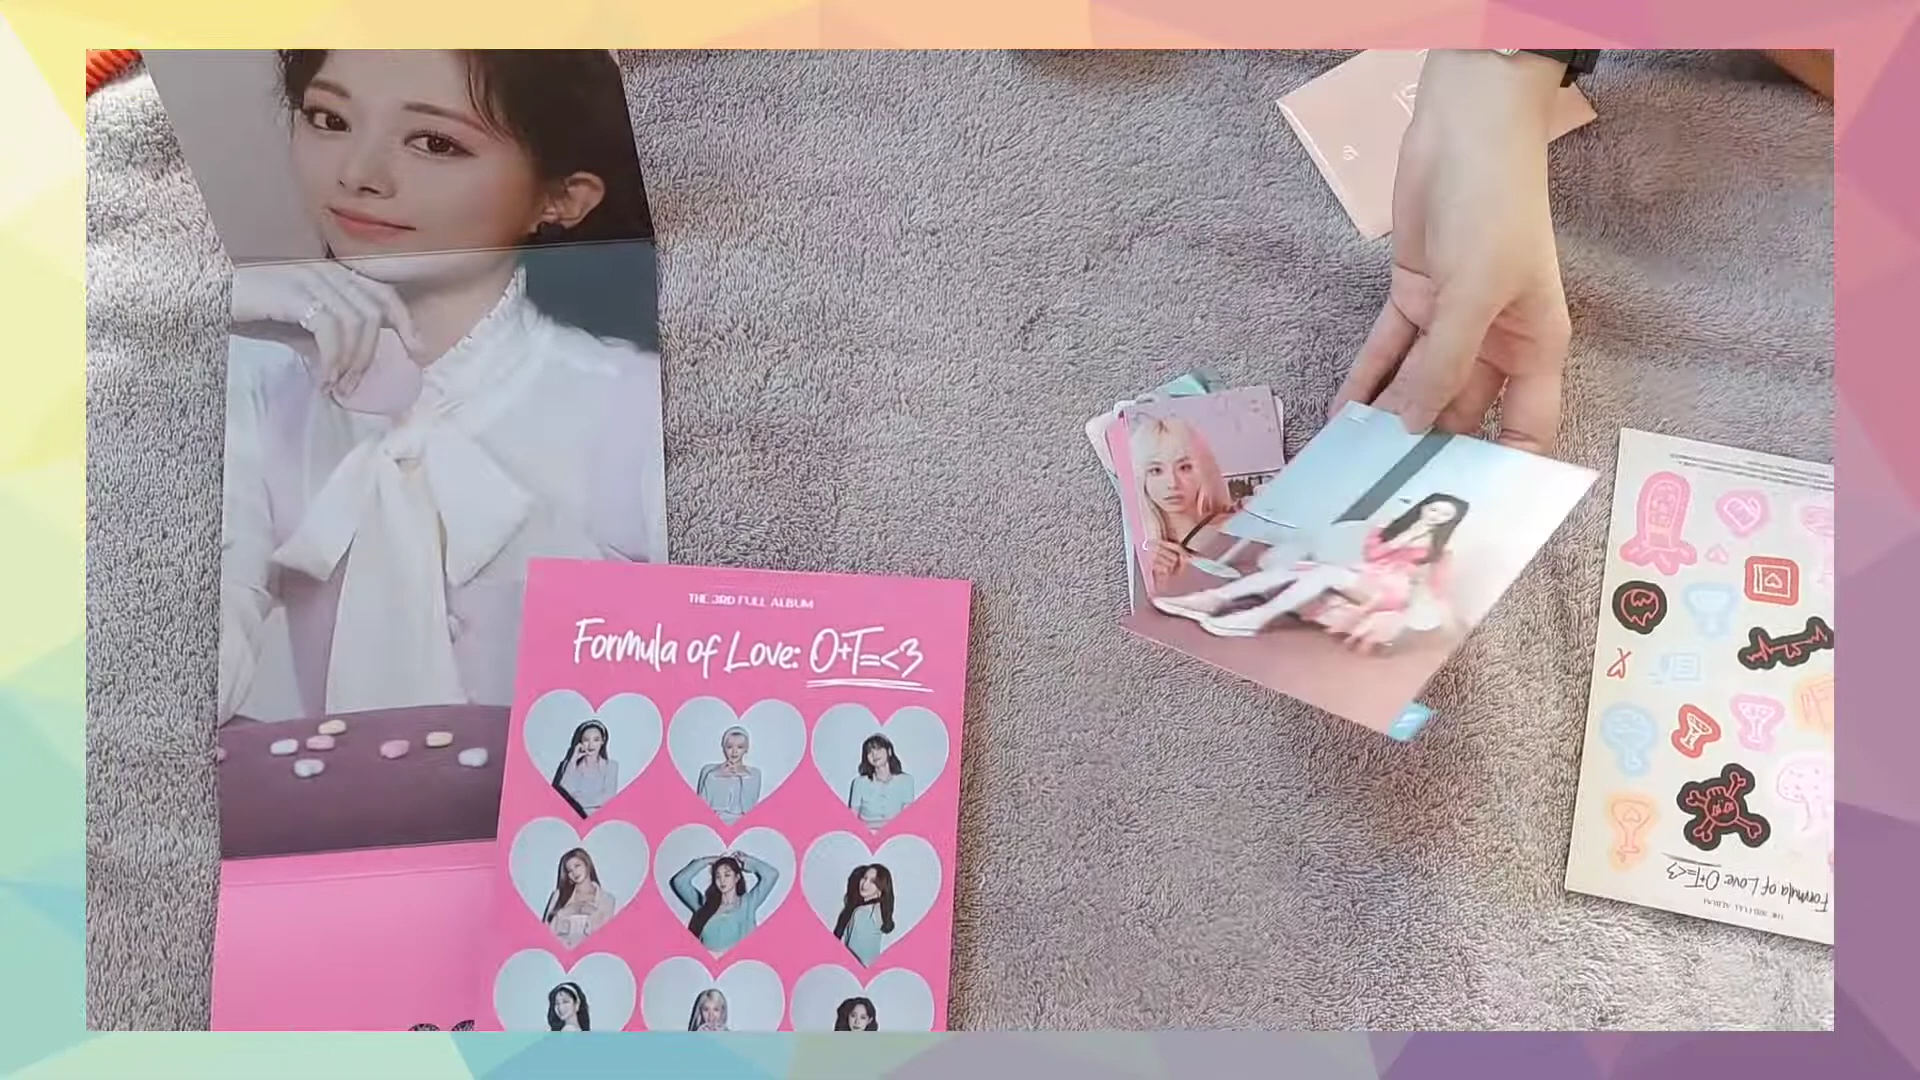 THE 3RD FULL ALBUM
Formula of Love: O+T=<3
Formula of Love: O+T=<3
THE 3RD FULL ALBUM